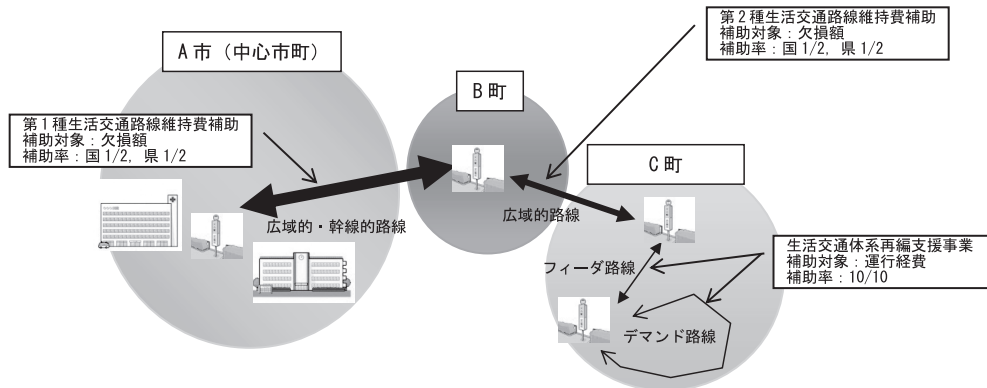 第2種生活交通路線維持費補助
補助対象：欠損額
補助率：国 1/2, 県 1/2
A 市（中心市町）
B 町
第1種生活交通路線維持費補助
補助対象：欠損額
補助率：国 1/2, 県 1/2
C 町
広域的・幹線的路線
広域的路線
生活交通体系再編支援事業
補助対象：運行経費
補助率：10/10
フィーダ路線
デマンド路線